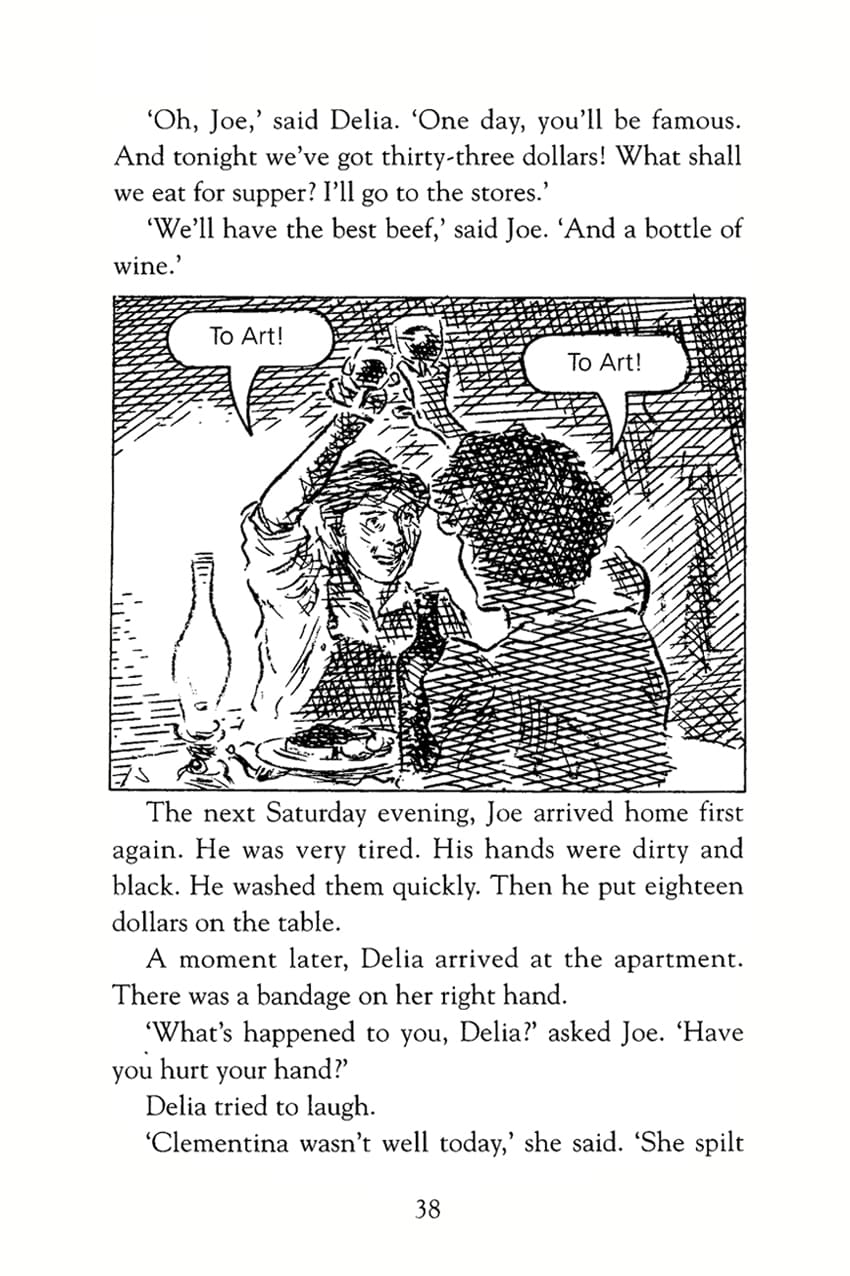 ‘Oh, Joe,’ said Delia. ‘One day, you’ll be famous.
And tonight we’ve got thirty-three dollars! What shall
we eat for supper? I’ll go to the stores.’
‘We’ll have the best beef,’ said Joe. ‘And a bottle of
wine.’
To Art!
To Art!
The next Saturday evening, Joe arrived home first
again. He was very tired. His hands were dirty and
black. He washed them quickly. Then he put eighteen
dollars on the table.
A moment later, Delia arrived at the apartment.
There was a bandage on her right hand.
‘What’s happened to you, Delia?’ asked Joe. ‘Have
you hurt your hand?’
Delia tried to laugh.
‘Clementina wasn’t well today,’ she said. ‘She spilt
38